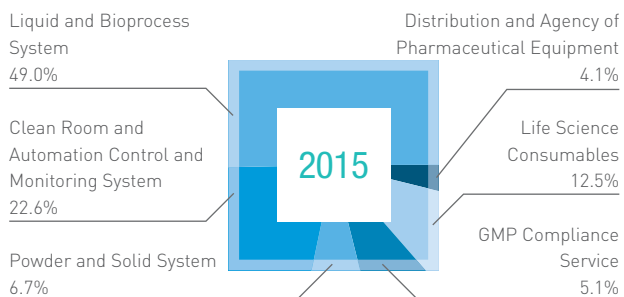 Liquid and Bioprocess
System
49.0%
Clean Room and
Automation Control and
Monitoring System
22.6%
Powder and Solid System
6.7%
2015
Distribution and Agency of
Pharmaceutical Equipment
4.1%
Life Science
Consumables
12.5%
GMP Compliance
Service
5.1%